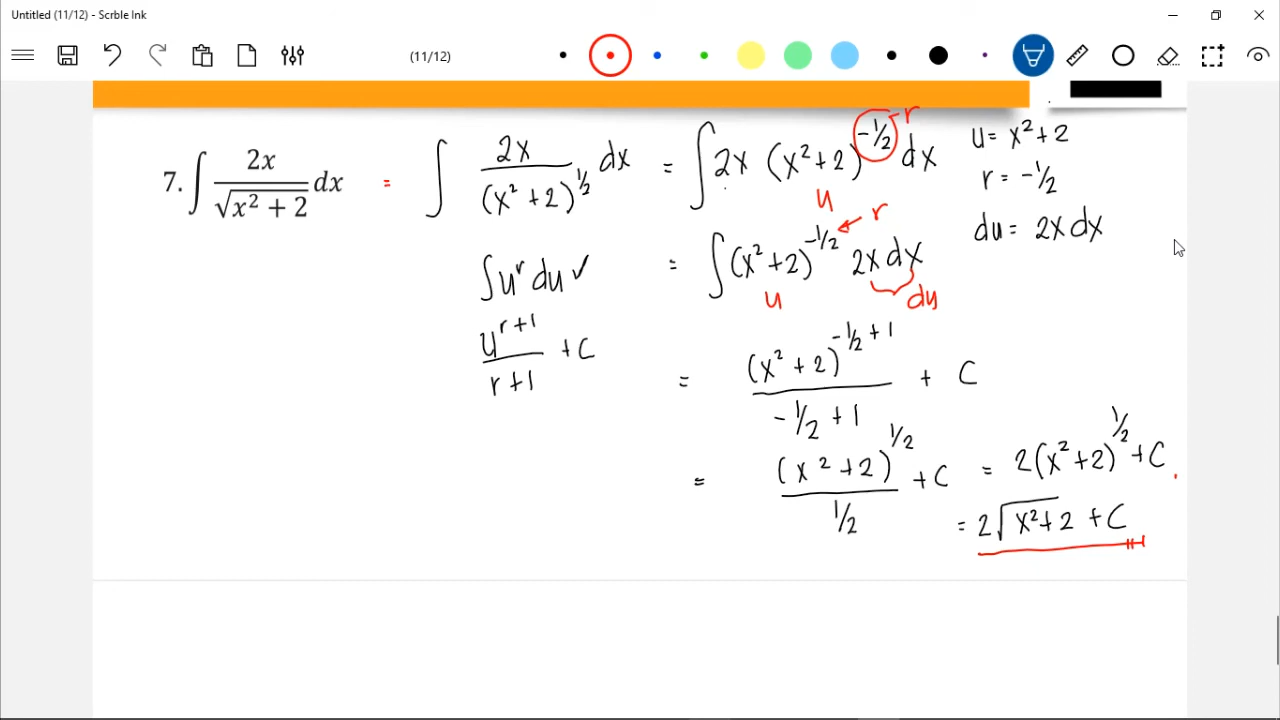 Untitled (11/12) - Scrble Ink
(11/12)
7. ∫ 2x/√(x² + 2) dx = ∫ 2x/(x² + 2)^½ dx = ∫ 2x (x² + 2)^(-½) dx
r
u
u = x² + 2
r = -½
du = 2x dx
∫ u^r du ✓
= ∫ (x² + 2)^(-½) 2x dx
r
u
du
u^(r+1)/(r+1) + C
= (x² + 2)^(-½ + 1)/(-½ + 1) + C
= (x² + 2)^(1/2)/(1/2) + C = 2(x² + 2)^(1/2) + C
= 2√(x² + 2) + C